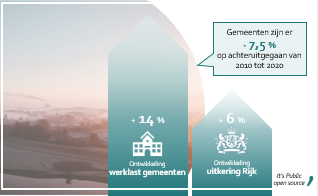 Gemeenten zijn er
- 7,5 %
op achteruitgegaan van
2010 tot 2020
+ 14 %
Ontwikkeling
werklast gemeenten
+ 6 %
Ontwikkeling
uitkering Rijk
It's Public
open source